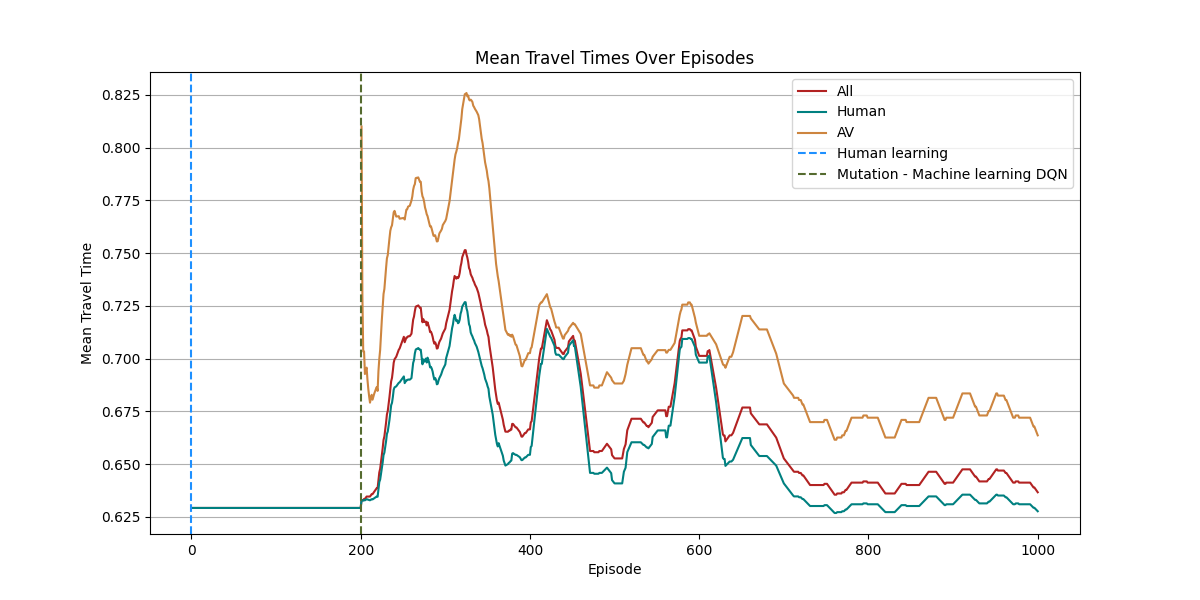 Mean Travel Times Over Episodes
All
Human
AV
Human learning
Mutation - Machine learning DQN
Mean Travel Time
0.825
0.800
0.775
0.750
0.725
0.700
0.675
0.650
0.625
0 200 400 600 800 1000
Episode